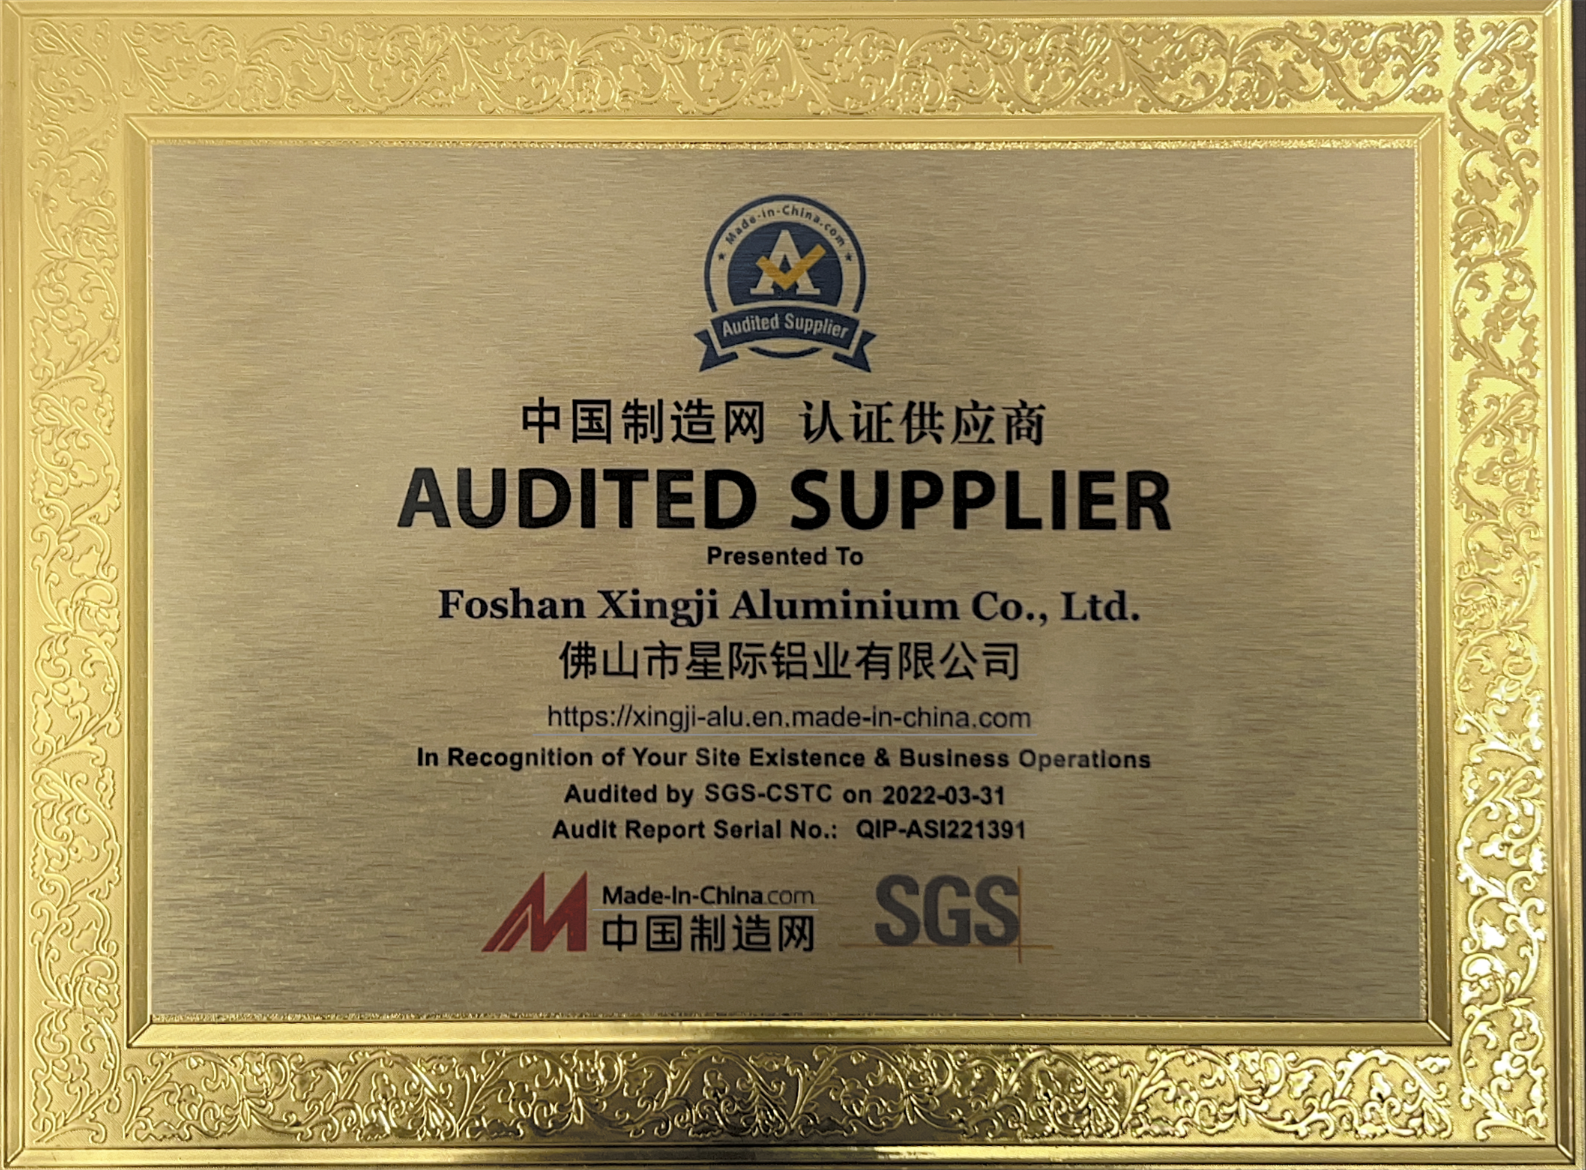 Made-in-China.com
A
Audited Supplier
中国制造网 认证供应商
AUDITED SUPPLIER
Presented To
Foshan Xingji Aluminium Co., Ltd.
佛山市星际铝业有限公司
https://xingji-alu.en.made-in-china.com
In Recognition of Your Site Existence & Business Operations
Audited by SGS-CSTC on 2022-03-31
Audit Report Serial No.: QIP-ASI221391
Made-in-China.com
中国制造网
SGS